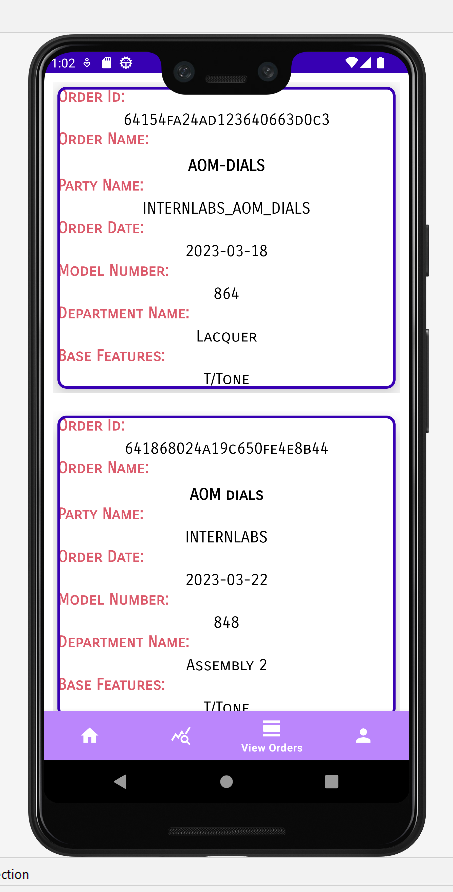 1:02
Order Id:
64154fa24ad123640663d0c3
Order Name:
AOM-DIALS
Party Name:
INTERNLABS_AOM_DIALS
Order Date:
2023-03-18
Model Number:
864
Department Name:
Lacquer
Base Features:
T/Tone
Order Id:
641868024a19c650fe4e8b44
Order Name:
AOM dials
Party Name:
INTERNLABS
Order Date:
2023-03-22
Model Number:
848
Department Name:
Assembly 2
Base Features:
T/Tone
View Orders
ction